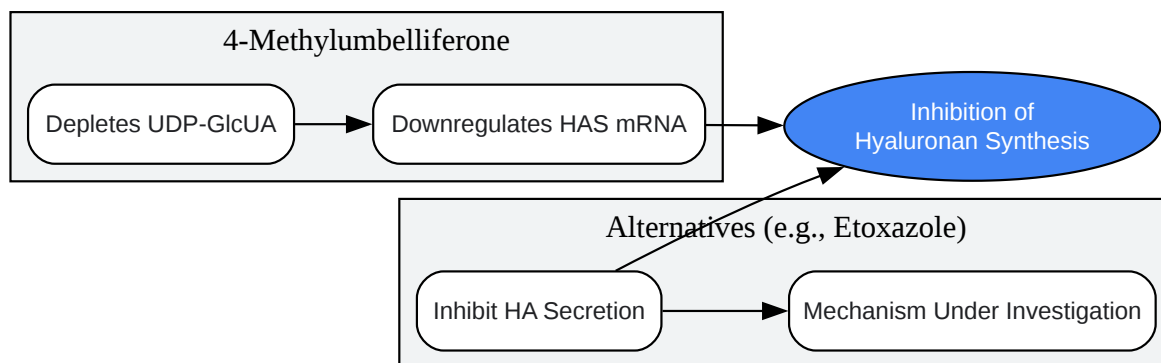 4-Methylumbelliferone
Depletes UDP-GlcUA
Downregulates HAS mRNA
Inhibition of
Hyaluronan Synthesis
Alternatives (e.g., Etoxazole)
Inhibit HA Secretion
Mechanism Under Investigation